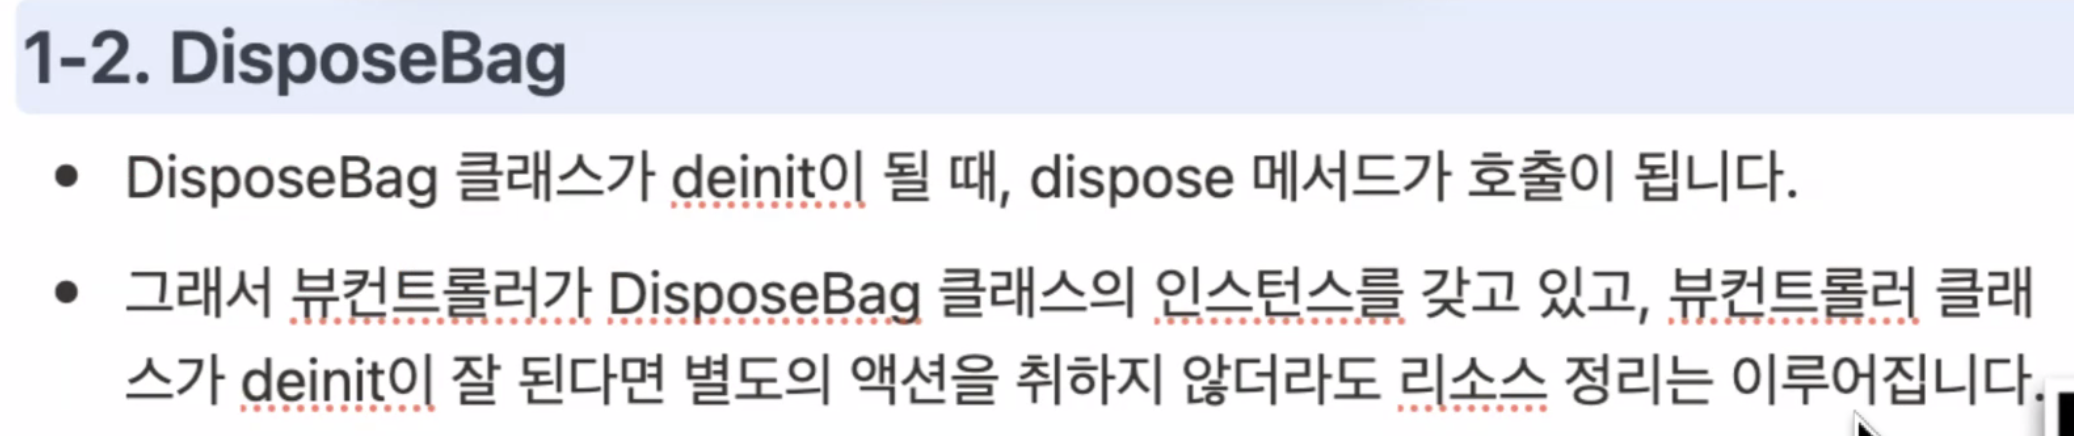 1-2. DisposeBag
• DisposeBag 클래스가 deinit이 될 때, dispose 메서드가 호출이 됩니다.
• 그래서 뷰컨트롤러가 DisposeBag 클래스의 인스턴스를 갖고 있고, 뷰컨트롤러 클래
스가 deinit이 잘 된다면 별도의 액션을 취하지 않더라도 리소스 정리는 이루어집니다.